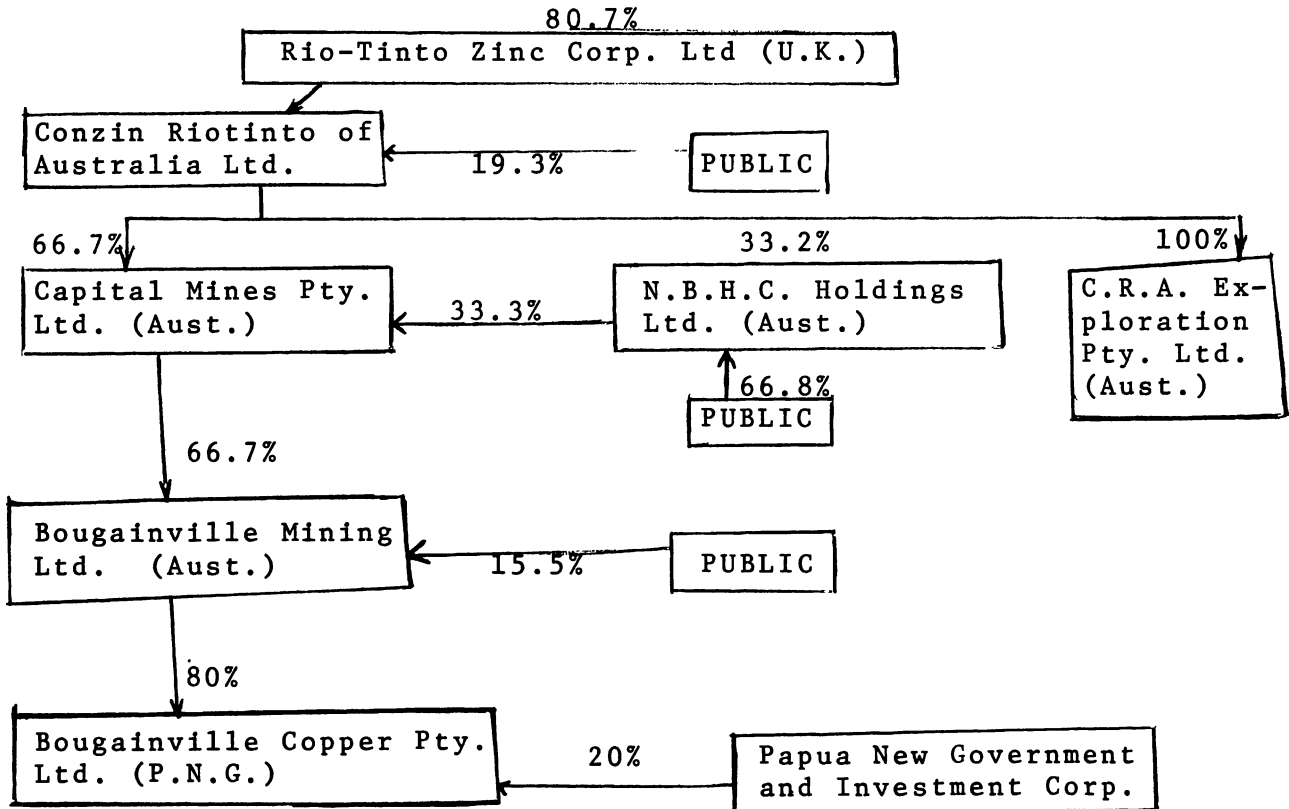 80.7%
Rio-Tinto Zinc Corp. Ltd (U.K.)
Conzin Riotinto of
Australia Ltd.
19.3%
PUBLIC
66.7%
33.2%
100%
Capital Mines Pty.
Ltd. (Aust.)
33.3%
N.B.H.C. Holdings
Ltd. (Aust.)
C.R.A. Ex-
ploration
Pty. Ltd.
(Aust.)
66.8%
PUBLIC
66.7%
Bougainville Mining
Ltd. (Aust.)
15.5%
PUBLIC
80%
Bougainville Copper Pty.
Ltd. (P.N.G.)
20%
Papua New Government
and Investment Corp.